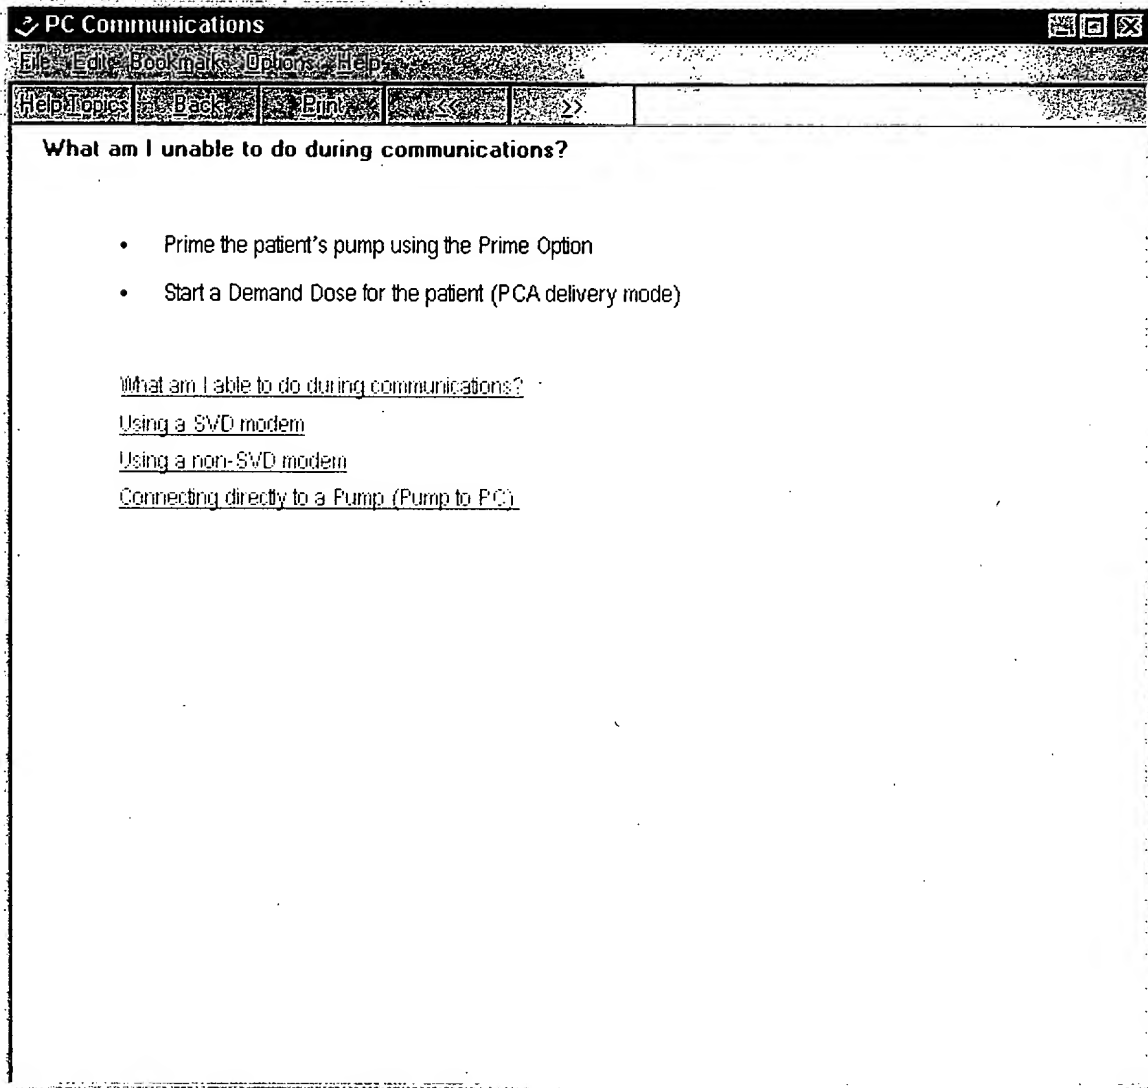 PC Communications
File Edit Bookmark Options Help
Help Topics Back Print << >>
What am I unable to do during communications?
• Prime the patient's pump using the Prime Option
• Start a Demand Dose for the patient (PCA delivery mode)
What am I able to do during communications?
Using a SVD modem
Using a non-SVD modem
Connecting directly to a Pump (Pump to PC)